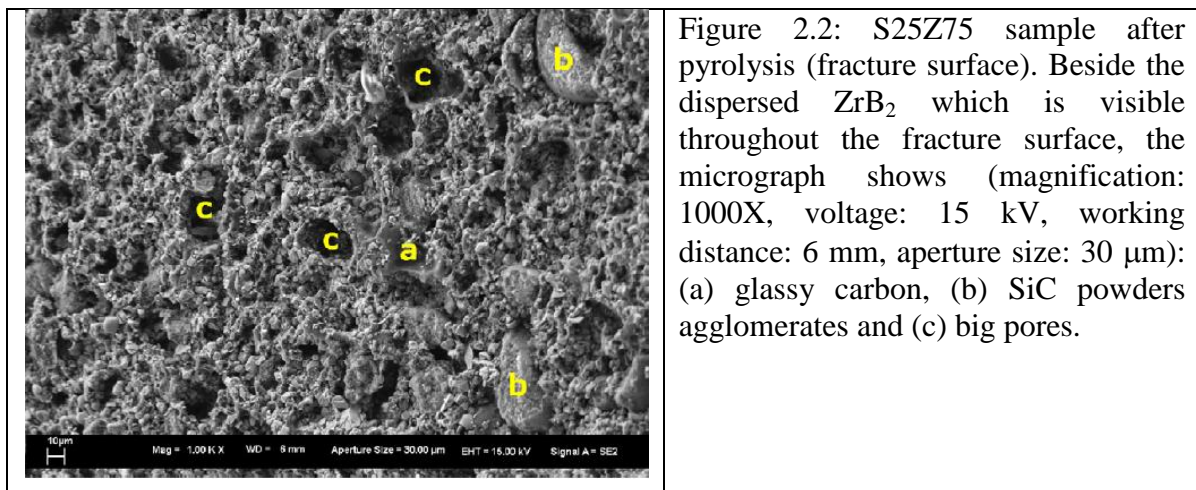 b
c
c
c
a
b
10µm
Mag = 1.00 K X WD = 6 mm Aperture Size = 30.00 µm EHT = 15.00 kV Signal A = SE2
Figure 2.2: S25Z75 sample after
pyrolysis (fracture surface). Beside the
dispersed ZrB₂ which is visible
throughout the fracture surface, the
micrograph shows (magnification:
1000X, voltage: 15 kV, working
distance: 6 mm, aperture size: 30 µm):
(a) glassy carbon, (b) SiC powders
agglomerates and (c) big pores.